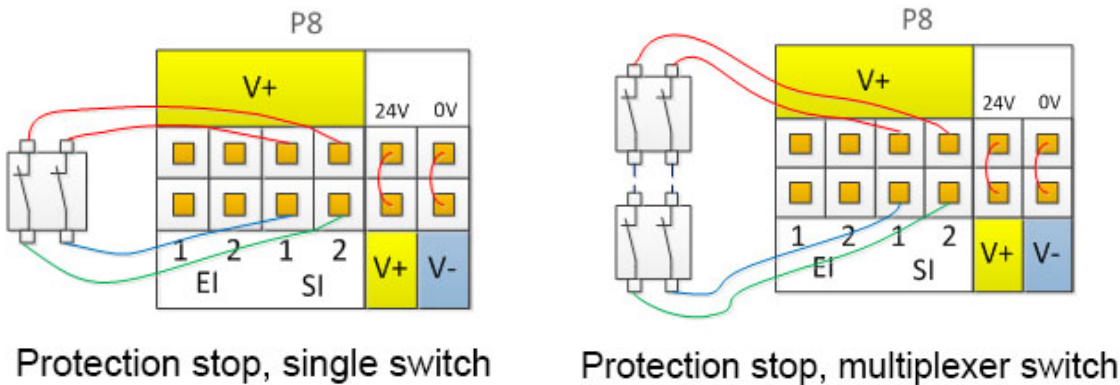 P8
V+
24V 0V
1 2 1 2
EI SI
V+ V-
Protection stop, single switch
P8
V+
24V 0V
1 2 1 2
EI SI
V+ V-
Protection stop, multiplexer switch